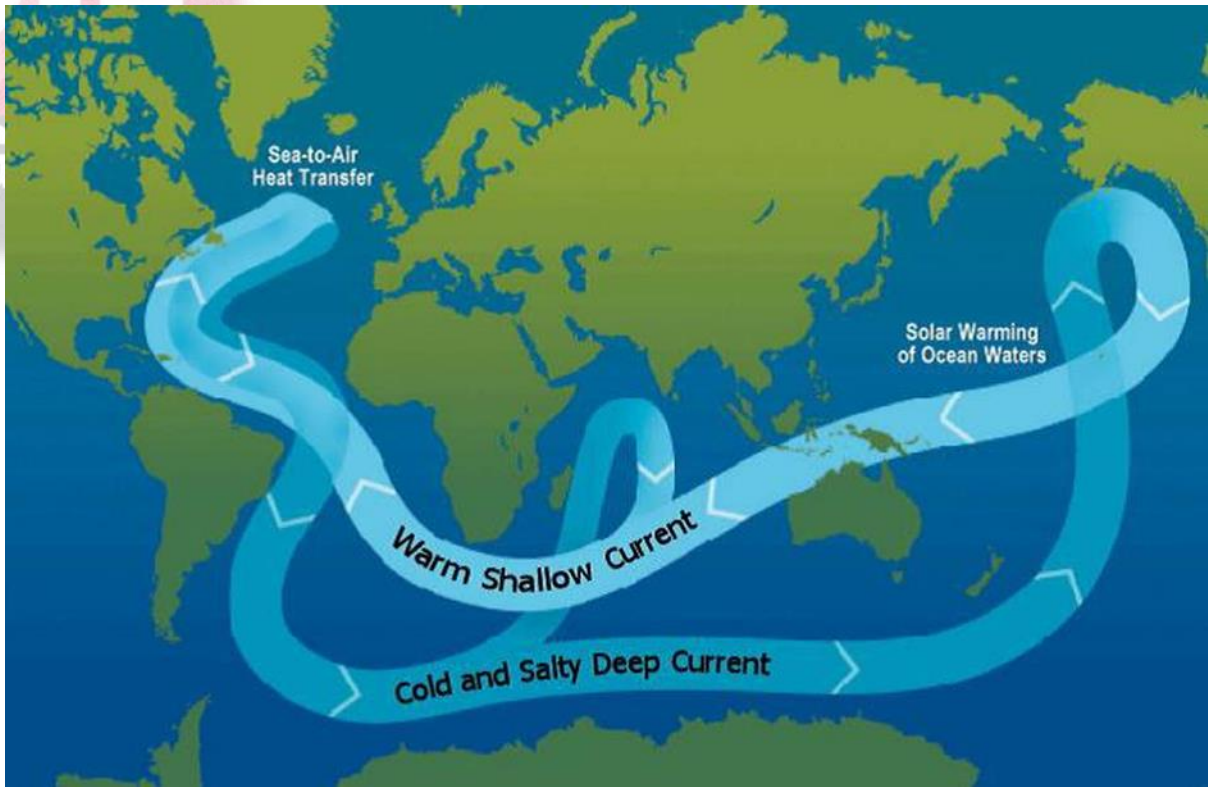 Sea-to-Air
Heat Transfer
Solar Warming
of Ocean Waters
Warm Shallow Current
Cold and Salty Deep Current